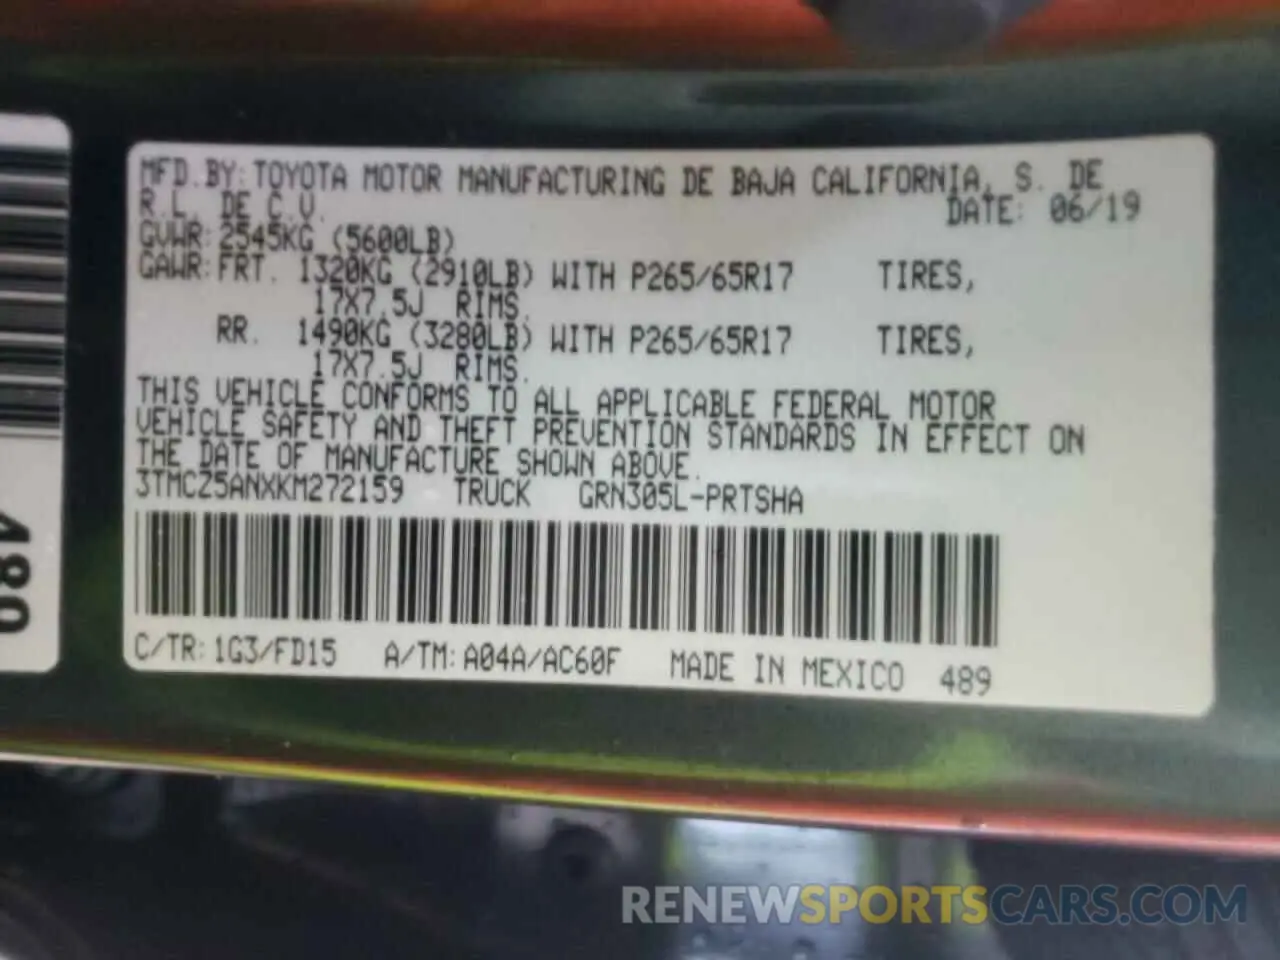 MFD.BY:TOYOTA MOTOR MANUFACTURING DE BAJA CALIFORNIA, S. DE
R.L. DE C.V. DATE: 06/19
GVWR:2545KG (5600LB)
GAWR:FRT. 1320KG (2910LB) WITH P265/65R17 TIRES,
17X7.5J RIMS.
RR. 1490KG (3280LB) WITH P265/65R17 TIRES,
17X7.5J RIMS.
THIS VEHICLE CONFORMS TO ALL APPLICABLE FEDERAL MOTOR
VEHICLE SAFETY AND THEFT PREVENTION STANDARDS IN EFFECT ON
THE DATE OF MANUFACTURE SHOWN ABOVE.
3TMCZ5ANXKM272159 TRUCK GRN305L-PRTSHA
C/TR:1G3/FD15 A/TM:A04A/AC60F MADE IN MEXICO 489
489
RENEWSPORTSCARS.COM